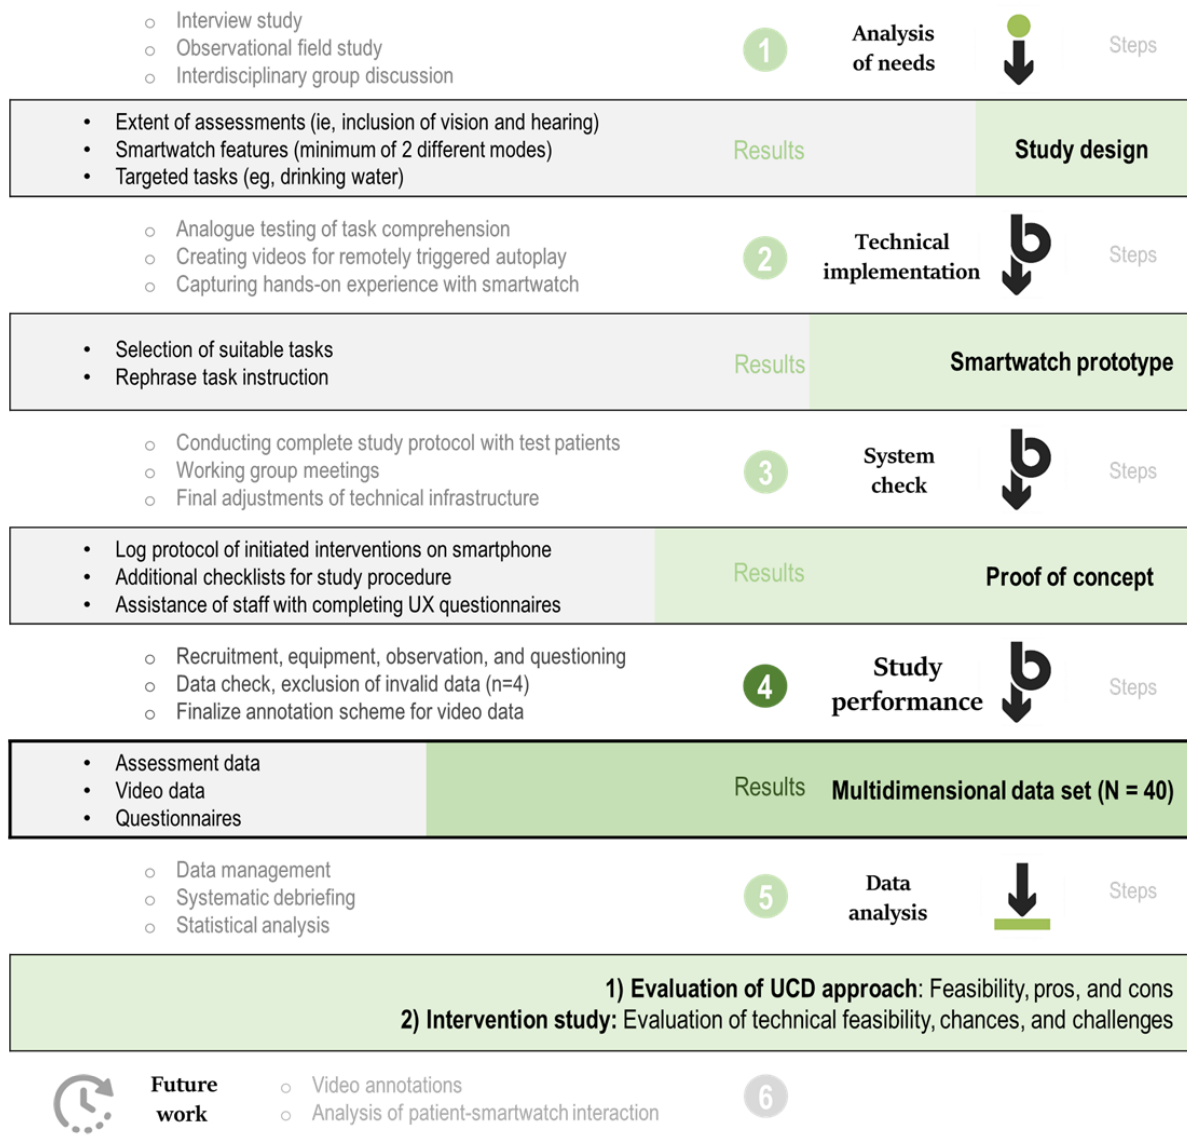 Interview study
Observational field study
Interdisciplinary group discussion
1
Analysis
of needs
Steps
Extent of assessments (ie, inclusion of vision and hearing)
Smartwatch features (minimum of 2 different modes)
Targeted tasks (eg, drinking water)
Results
Study design
Analogue testing of task comprehension
Creating videos for remotely triggered autoplay
Capturing hands-on experience with smartwatch
2
Technical
implementation
Steps
Selection of suitable tasks
Rephrase task instruction
Results
Smartwatch prototype
Conducting complete study protocol with test patients
Working group meetings
Final adjustments of technical infrastructure
3
System
check
Steps
Log protocol of initiated interventions on smartphone
Additional checklists for study procedure
Assistance of staff with completing UX questionnaires
Results
Proof of concept
Recruitment, equipment, observation, and questioning
Data check, exclusion of invalid data (n=4)
Finalize annotation scheme for video data
4
Study
performance
Steps
Assessment data
Video data
Questionnaires
Results
Multidimensional data set (N = 40)
Data management
Systematic debriefing
Statistical analysis
5
Data
analysis
Steps
1) Evaluation of UCD approach: Feasibility, pros, and cons
2) Intervention study: Evaluation of technical feasibility, chances, and challenges
Future
work
Video annotations
Analysis of patient-smartwatch interaction
6